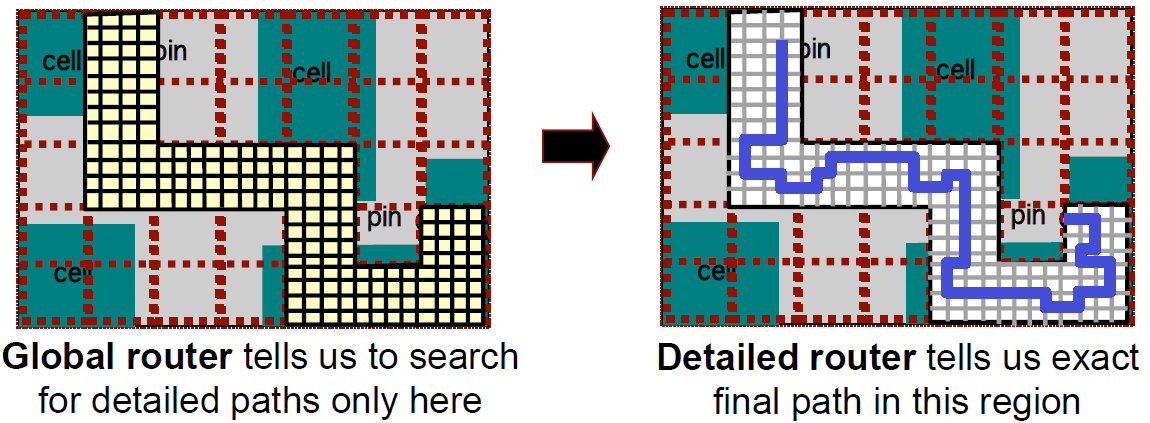 cell
pin
cell
pin
cell
Global router tells us to search
for detailed paths only here
cell
pin
cell
pin
cell
Detailed router tells us exact
final path in this region